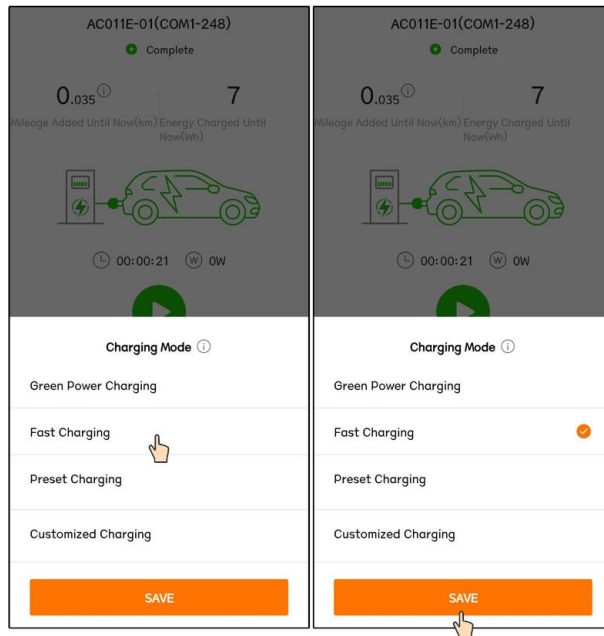 AC011E-01(COM1-248)
Complete
0.035 7
Mileage Added Until Now(km) Energy Charged Until
Now(Wh)
00:00:21 W 0W
Charging Mode
Green Power Charging
Fast Charging
Preset Charging
Customized Charging
SAVE
AC011E-01(COM1-248)
Complete
0.035 7
Mileage Added Until Now(km) Energy Charged Until
Now(Wh)
00:00:21 W 0W
Charging Mode
Green Power Charging
Fast Charging
Preset Charging
Customized Charging
SAVE